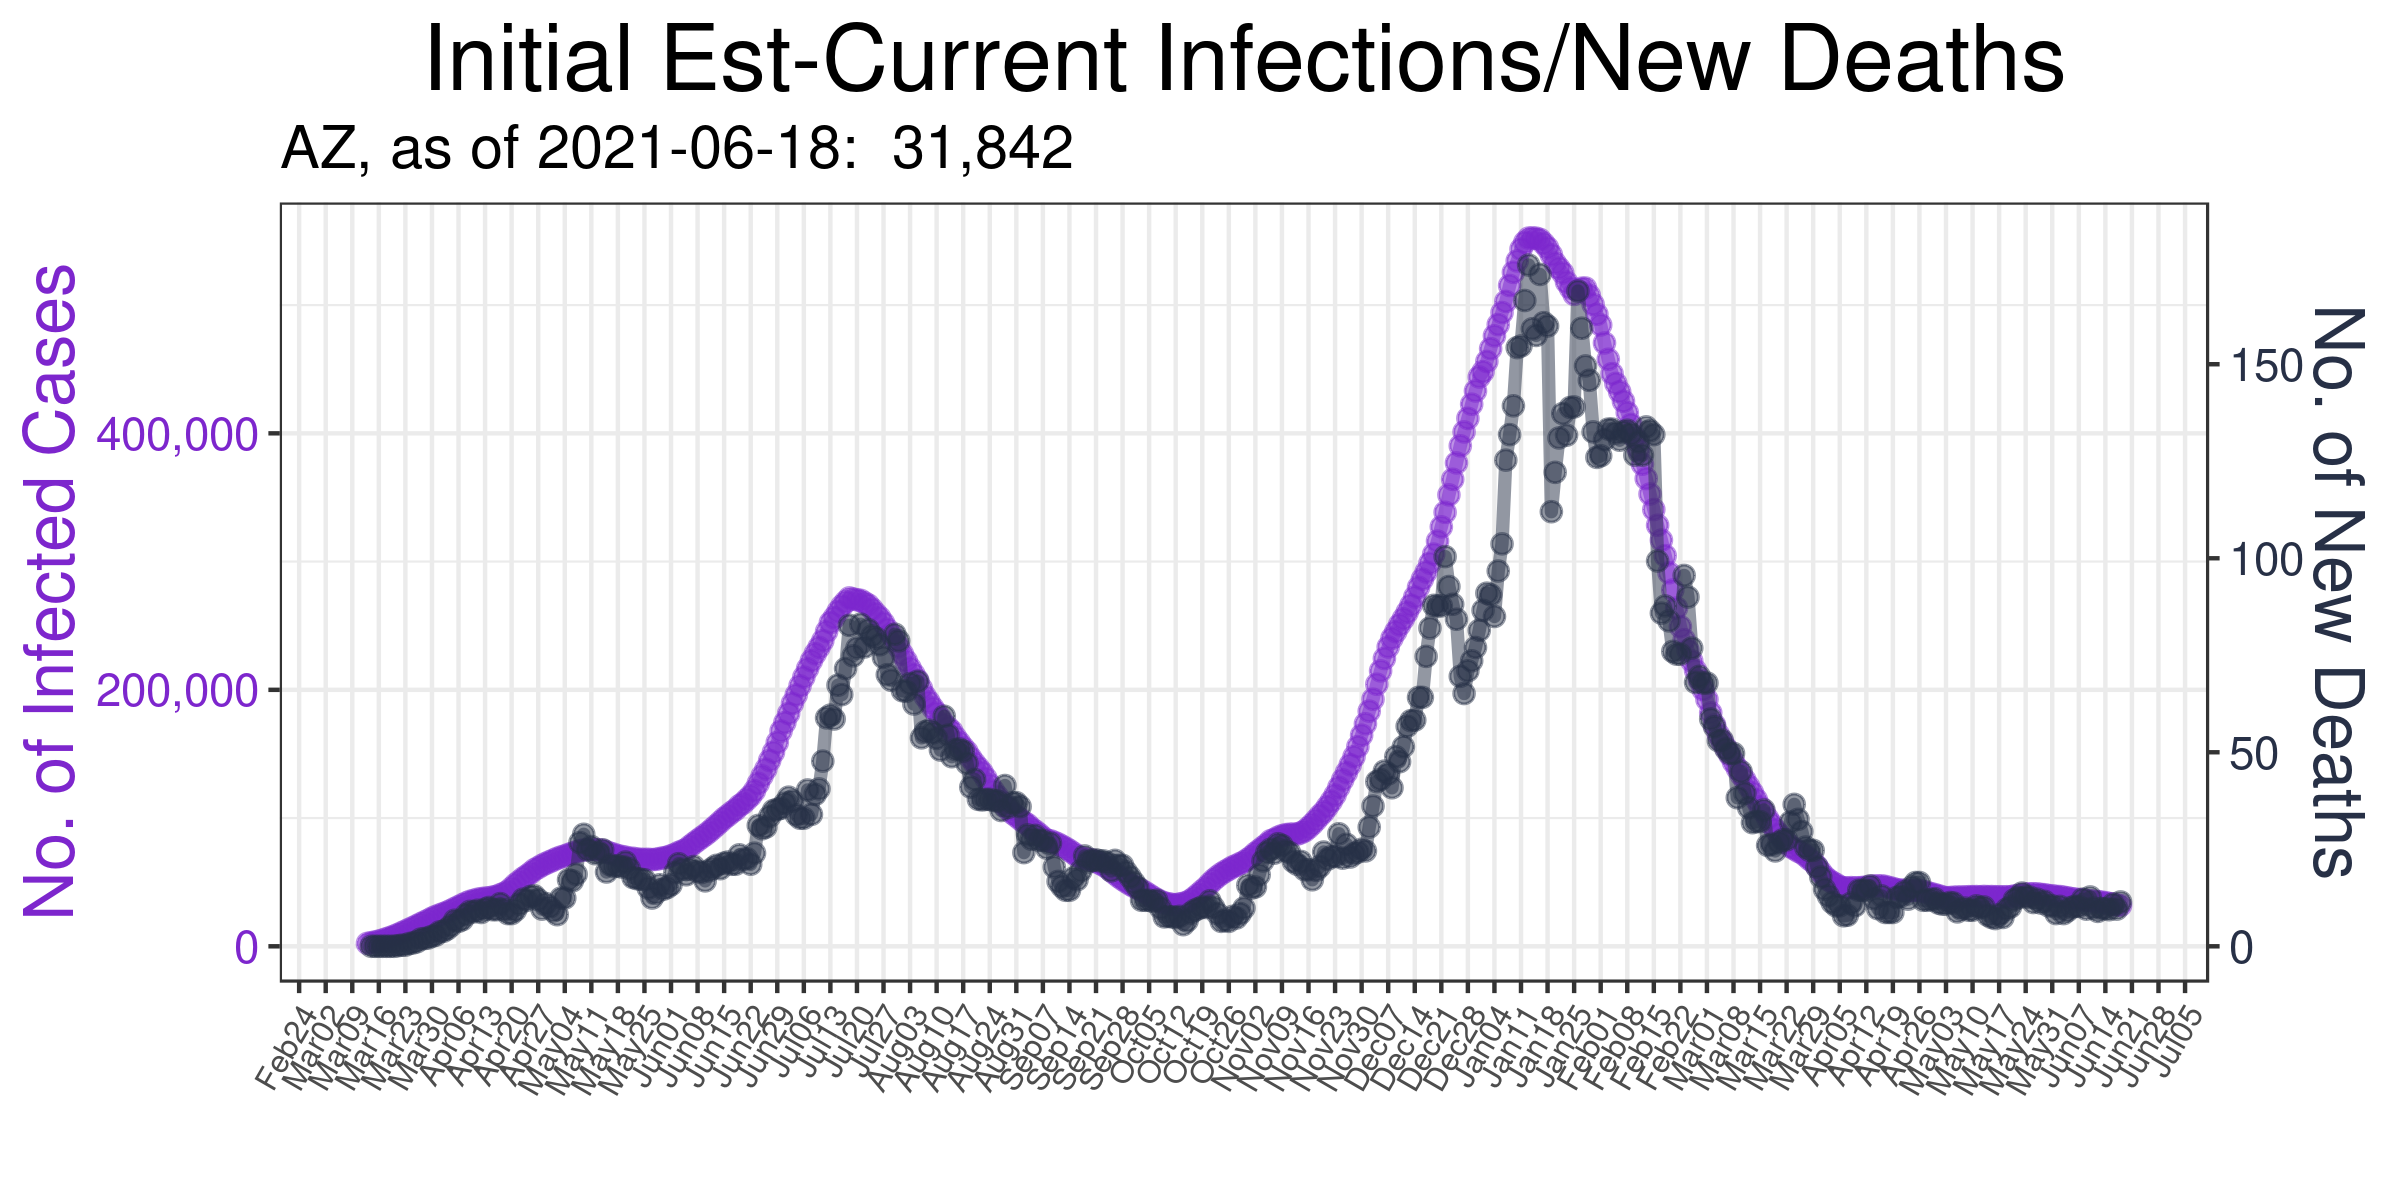 Initial Est-Current Infections/New Deaths
AZ, as of 2021-06-18:  31,842
No. of Infected Cases
400,000
200,000
0
150
100
50
0
No. of New Deaths
Feb24
Mar02
Mar09
Mar16
Mar23
Mar30
Apr06
Apr13
Apr20
Apr27
May04
May11
May18
May25
Jun01
Jun08
Jun15
Jun22
Jun29
Jul06
Jul13
Jul20
Jul27
Aug03
Aug10
Aug17
Aug24
Aug31
Sep07
Sep14
Sep21
Sep28
Oct05
Oct12
Oct19
Oct26
Nov02
Nov09
Nov16
Nov23
Nov30
Dec07
Dec14
Dec21
Dec28
Jan04
Jan11
Jan18
Jan25
Feb01
Feb08
Feb15
Feb22
Mar01
Mar08
Mar15
Mar22
Mar29
Apr05
Apr12
Apr19
Apr26
May03
May10
May17
May24
May31
Jun07
Jun14
Jun21
Jun28
Jul05